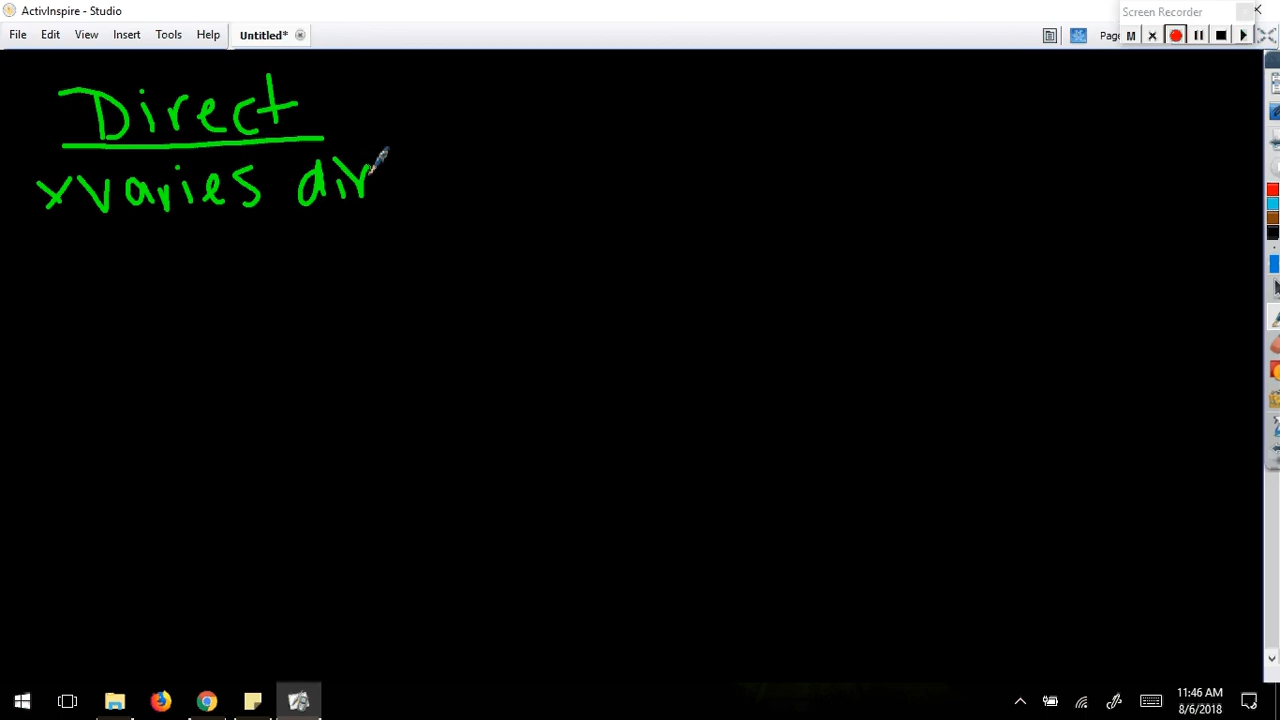 ActivInspire - Studio
Screen Recorder
File Edit View Insert Tools Help Untitled*
M
Direct
x varies dir
11:46 AM
8/6/2018